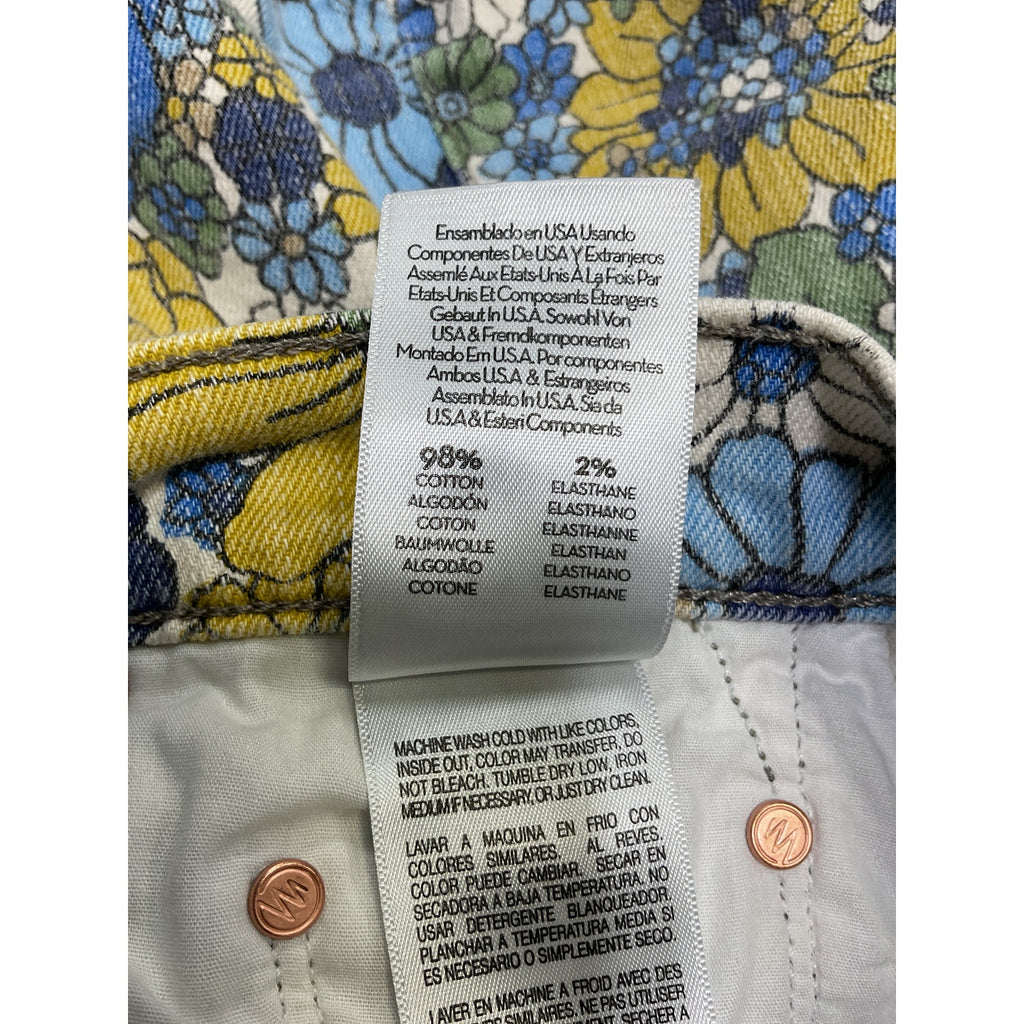 Ensamblado en USA Usando
Componentes De USA Y Extranjeros
Assemlé Aux Etats-Unis À La Fois Par
Etats-Unis Et Composants Étrangers
Gebaut In U.S.A. Sowohl Von
USA & Fremdkomponenten
Montado Em U.S.A. Por componentes
Ambos U.S.A & Estrangeiros
Assemblato In U.S.A. Sia da
U.S.A & Esteri Components
98% 2%
COTTON ELASTHANE
ALGODÓN ELASTHANO
COTON ELASTHANNE
BAUMWOLLE ELASTHAN
ALGODÃO ELASTHANO
COTONE ELASTHANE
MACHINE WASH COLD WITH LIKE COLORS,
INSIDE OUT, COLOR MAY TRANSFER, DO
NOT BLEACH. TUMBLE DRY LOW, IRON
MEDIUM IF NECESSARY, OR JUST DRY CLEAN.
LAVAR A MAQUINA EN FRIO CON
COLORES SIMILARES, AL REVES,
COLOR PUEDE CAMBIAR, SECAR EN
SECADORA A BAJA TEMPERATURA, NO
USAR DETERGENTE BLANQUEADOR,
PLANCHAR A TEMPERATURA MEDIA SI
ES NECESARIO O SIMPLEMENTE SECO.
LAVER EN MACHINE A FROID AVEC DES
SIMILAIRES. NE PAS UTILISER
SECHER A